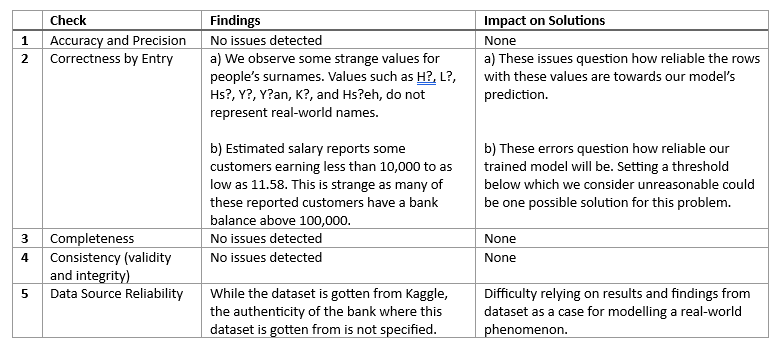 Check Findings Impact on Solutions
1 Accuracy and Precision No issues detected None
2 Correctness by Entry a) We observe some strange values for
people’s surnames. Values such as H?, L?,
Hs?, Y?, Y?an, K?, and Hs?eh, do not
represent real-world names.
a) These issues question how reliable the rows
with these values are towards our model’s
prediction.
b) Estimated salary reports some
customers earning less than 10,000 to as
low as 11.58. This is strange as many of
these reported customers have a bank
balance above 100,000.
b) These errors question how reliable our
trained model will be. Setting a threshold
below which we consider unreasonable could
be one possible solution for this problem.
3 Completeness No issues detected None
4 Consistency (validity
and integrity)
No issues detected None
5 Data Source Reliability While the dataset is gotten from Kaggle,
the authenticity of the bank where this
dataset is gotten from is not specified.
Difficulty relying on results and findings from
dataset as a case for modelling a real-world
phenomenon.